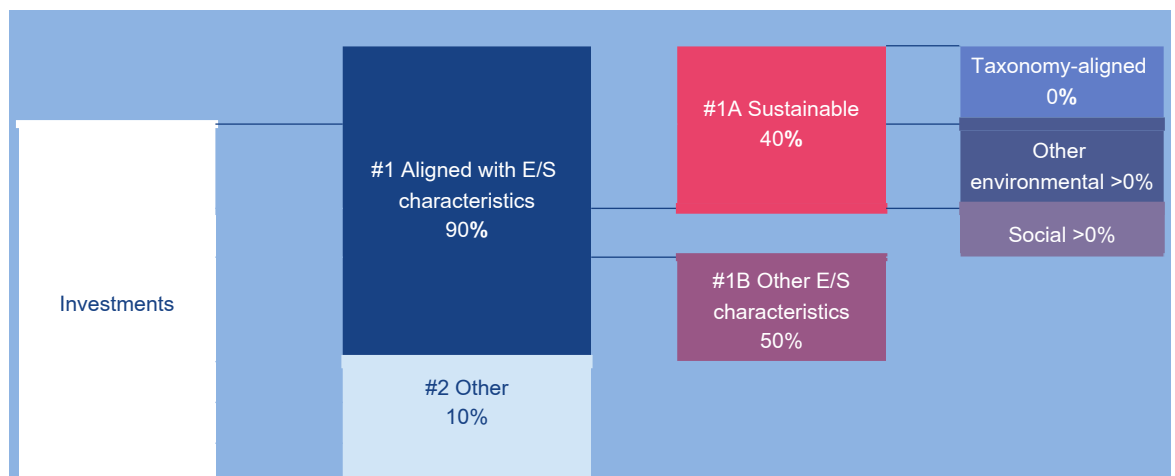 Investments
#1 Aligned with E/S
characteristics
90%
#2 Other
10%
#1A Sustainable
40%
#1B Other E/S
characteristics
50%
Taxonomy-aligned
0%
Other
environmental >0%
Social >0%